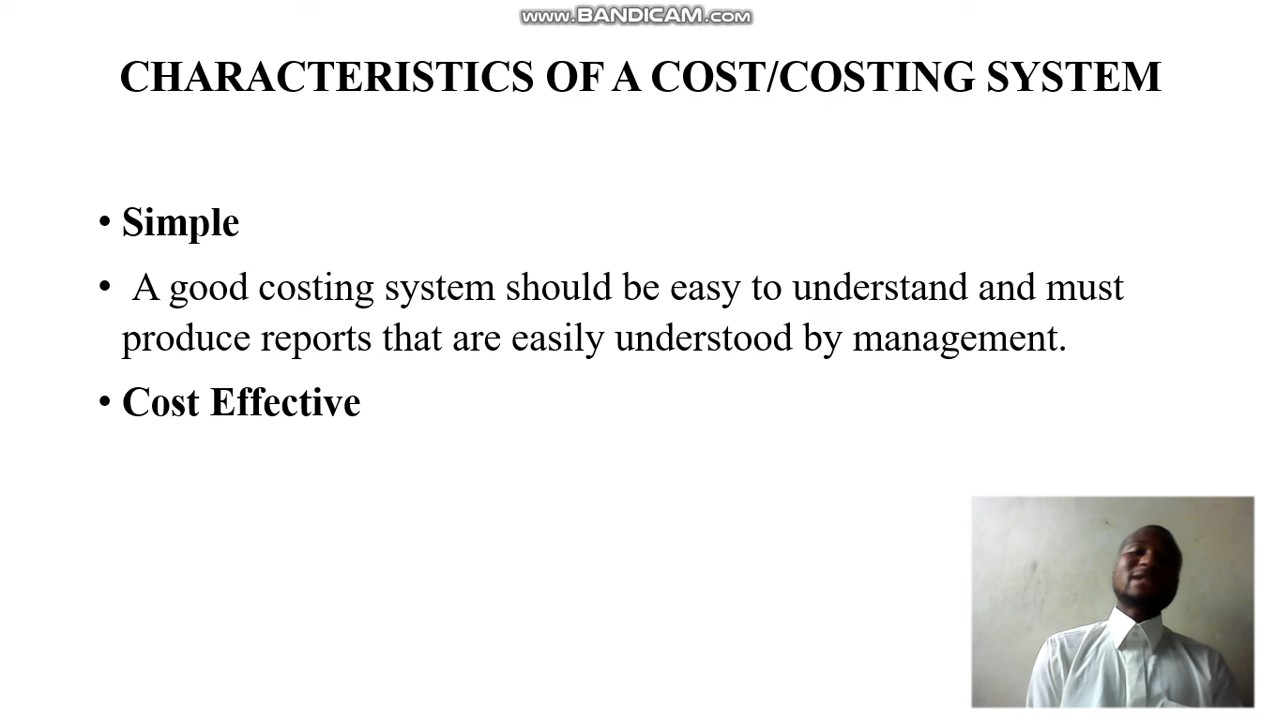 www.BANDICAM.com
CHARACTERISTICS OF A COST/COSTING SYSTEM
• Simple
• A good costing system should be easy to understand and must
produce reports that are easily understood by management.
• Cost Effective